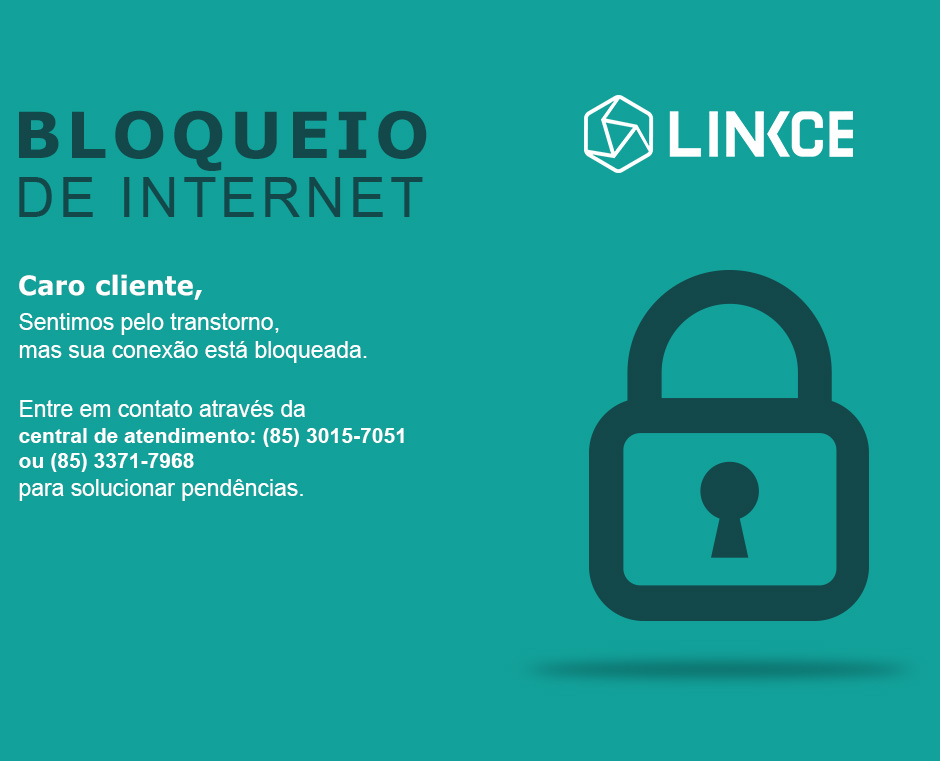 BLOQUEIO
DE INTERNET
LINKCE
Caro cliente,
Sentimos pelo transtorno,
mas sua conexão está bloqueada.
Entre em contato através da
central de atendimento: (85) 3015-7051
ou (85) 3371-7968
para solucionar pendências.